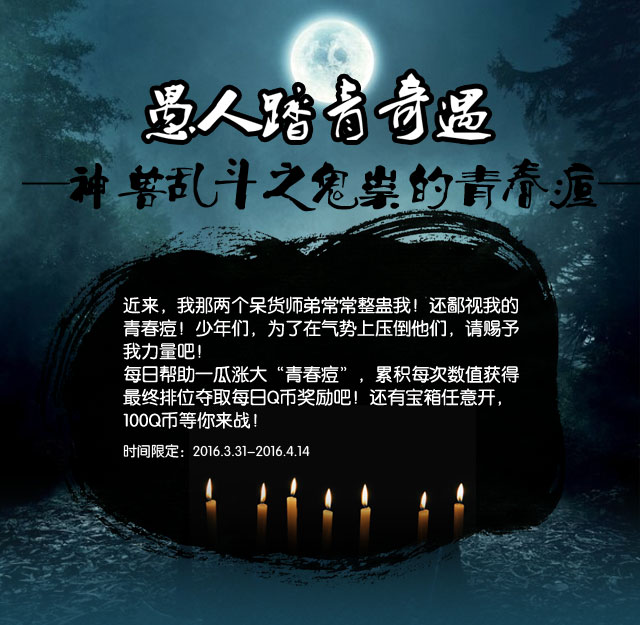 愚人踏青奇遇
—神兽乱斗之鬼祟的青春痘—
近来，我那两个呆货师弟常常整蛊我！还鄙视我的
青春痘！少年们，为了在气势上压倒他们，请赐予
我力量吧！
每日帮助一瓜涨大“青春痘”，累积每次数值获得
最终排位夺取每日Q币奖励吧！还有宝箱任意开，
100Q币等你来战！
时间限定：2016.3.31-2016.4.14